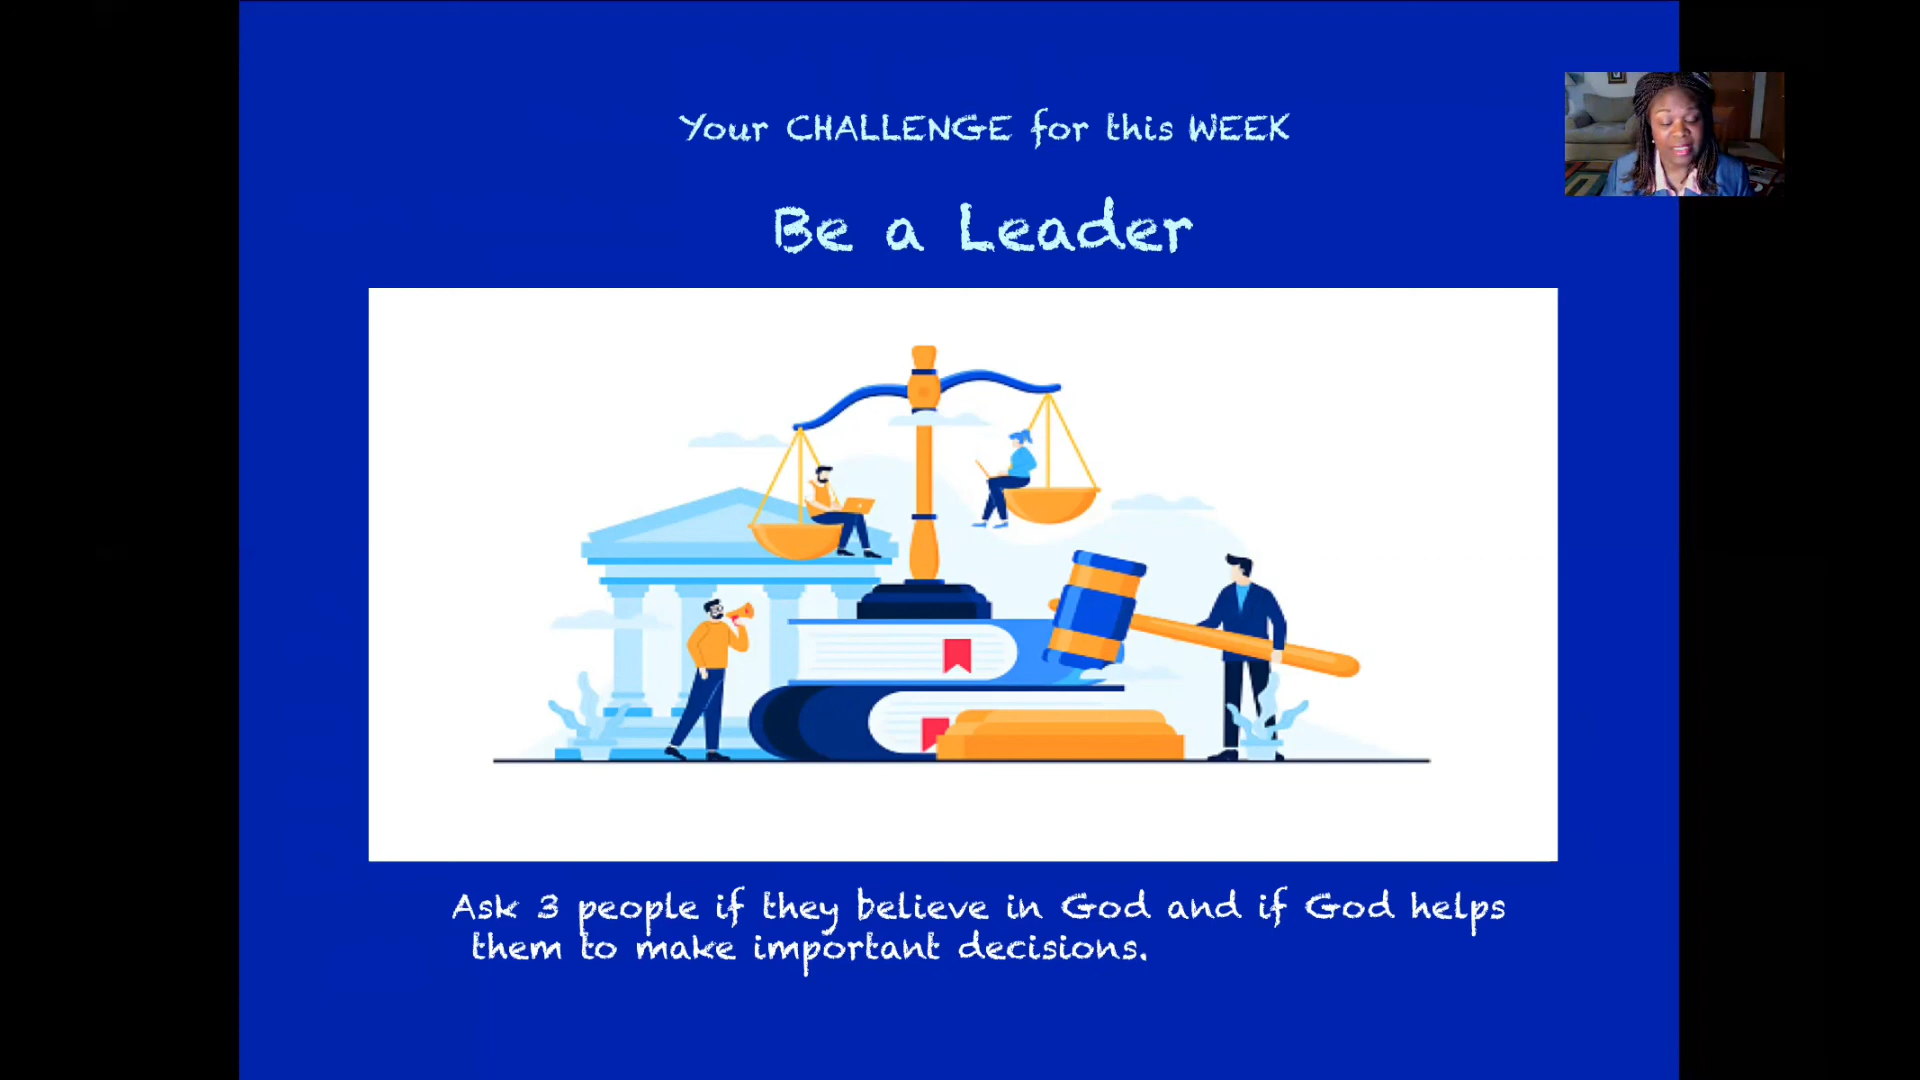 Your CHALLENGE for this WEEK
Be a Leader
Ask 3 people if they believe in God and if God helps
them to make important decisions.